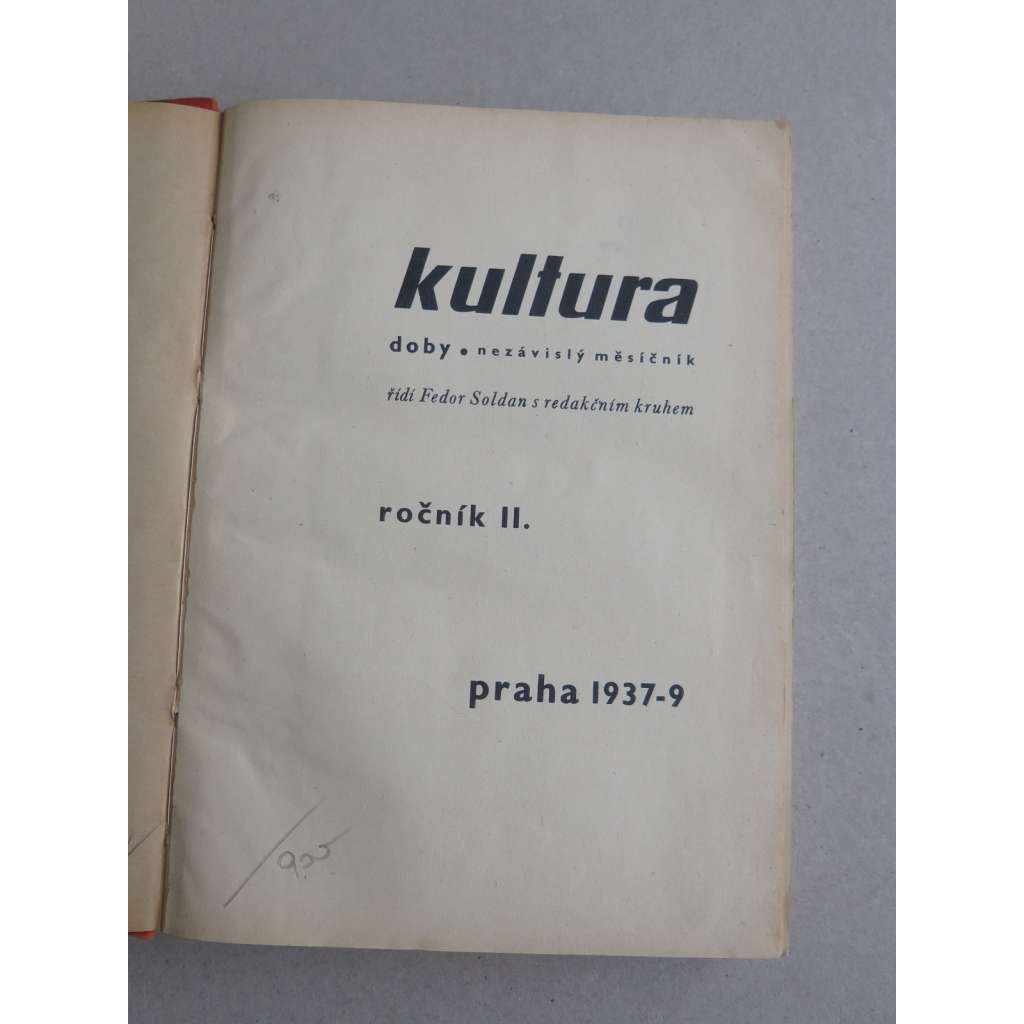 kultura
doby • nezávislý měsíčník
řídí Fedor Soldan s redakčním kruhem
ročník II.
praha 1937-9